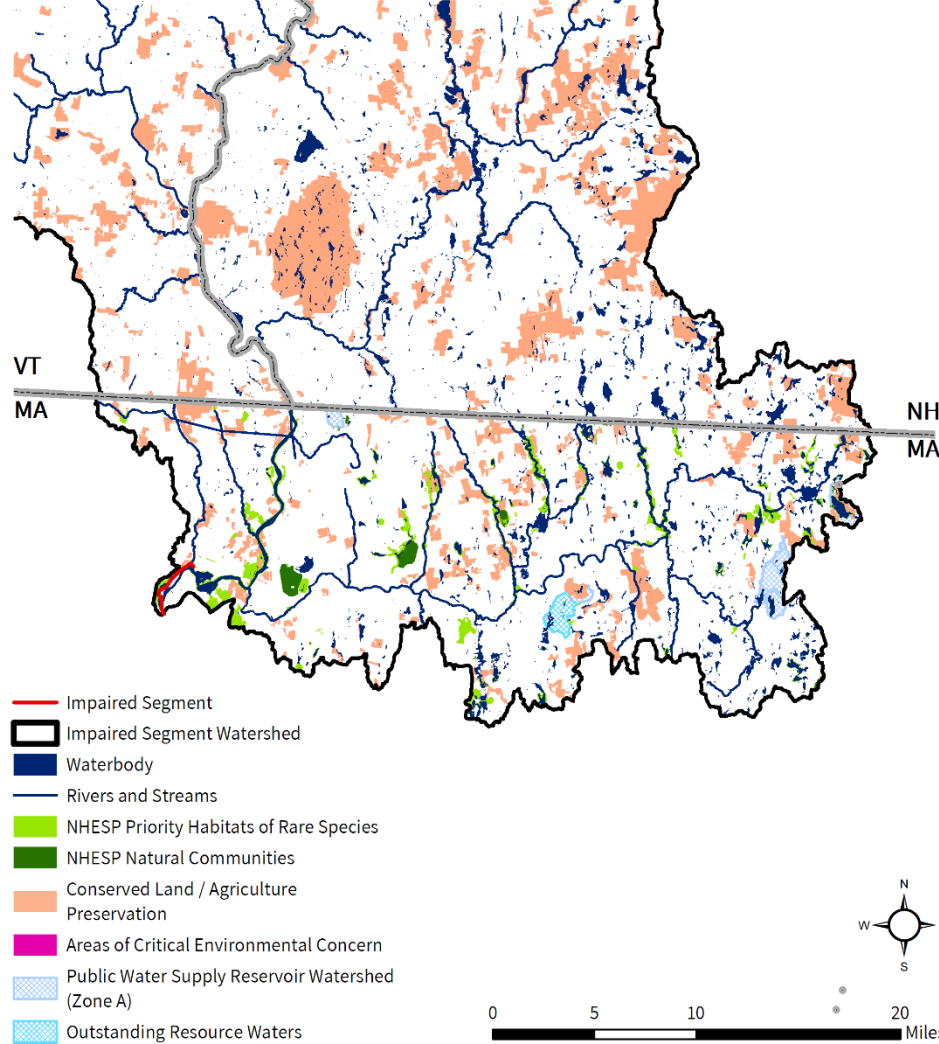 VT
MA
NH
MA
Impaired Segment
Impaired Segment Watershed
Waterbody
Rivers and Streams
NHESP Priority Habitats of Rare Species
NHESP Natural Communities
Conserved Land / Agriculture
Preservation
Areas of Critical Environmental Concern
Public Water Supply Reservoir Watershed
(Zone A)
Outstanding Resource Waters
N
W
S
0 5 10 20
Miles